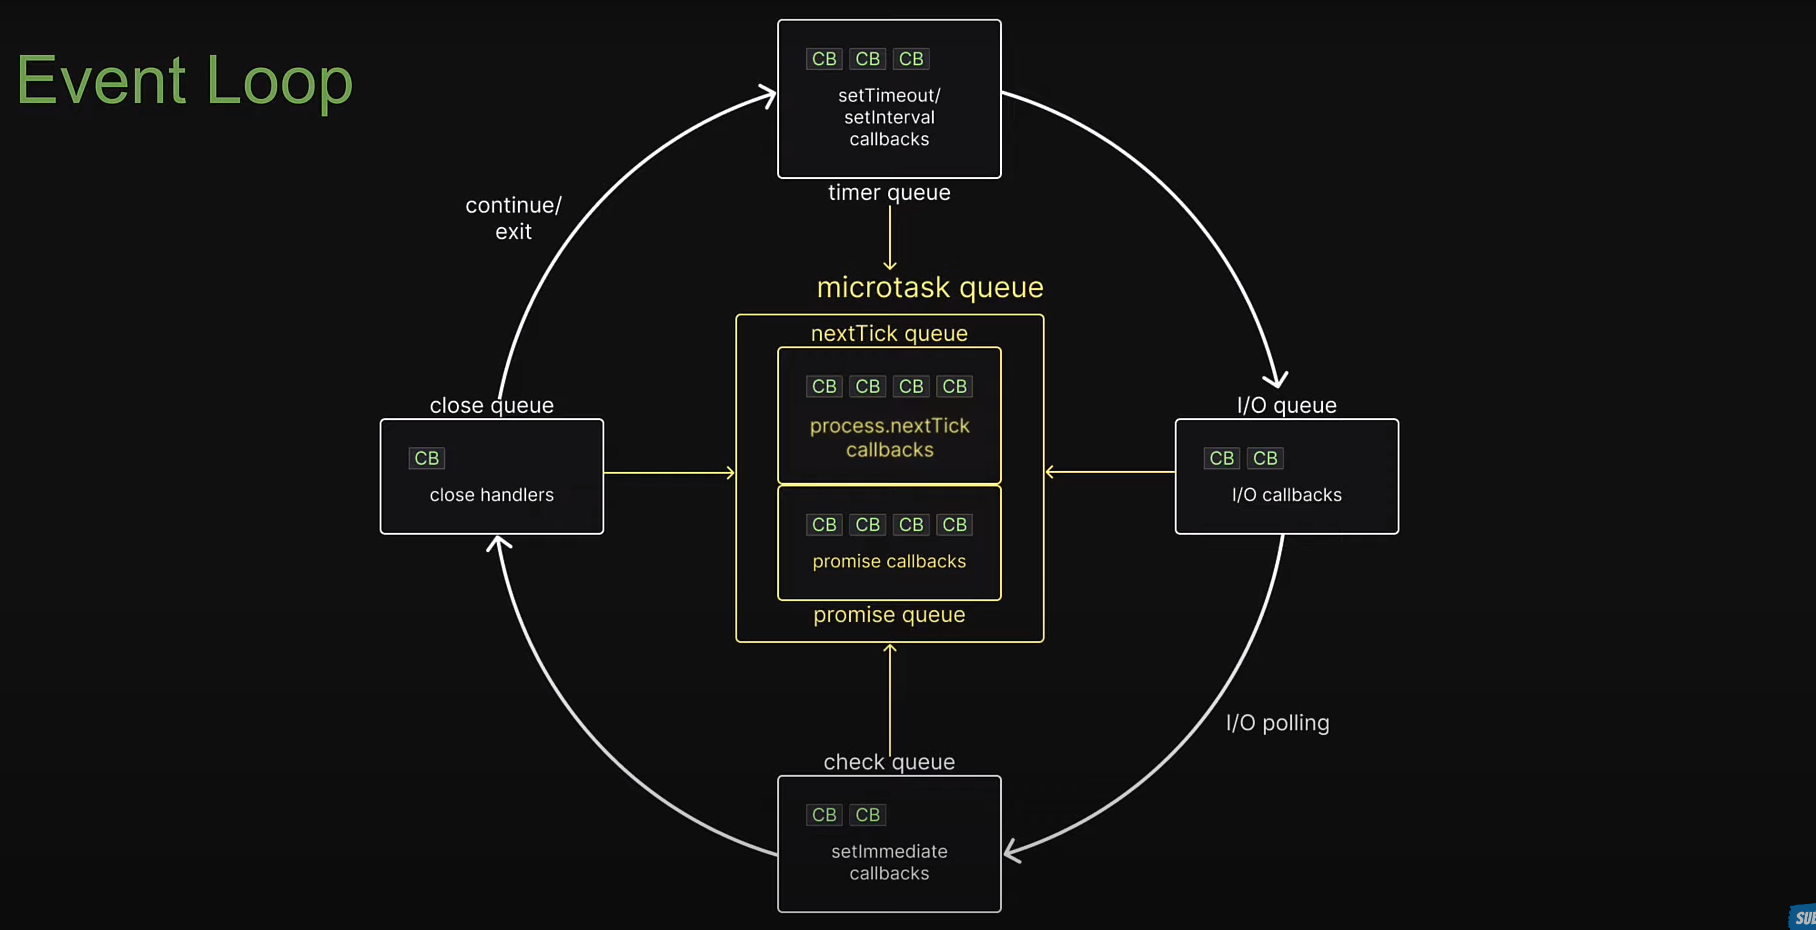 Event Loop
CB CB CB
setTimeout/
setInterval
callbacks
timer queue
continue/
exit
microtask queue
nextTick queue
CB CB CB CB
process.nextTick
callbacks
CB CB CB CB
promise callbacks
promise queue
close queue
CB
close handlers
I/O queue
CB CB
I/O callbacks
I/O polling
check queue
CB CB
setImmediate
callbacks